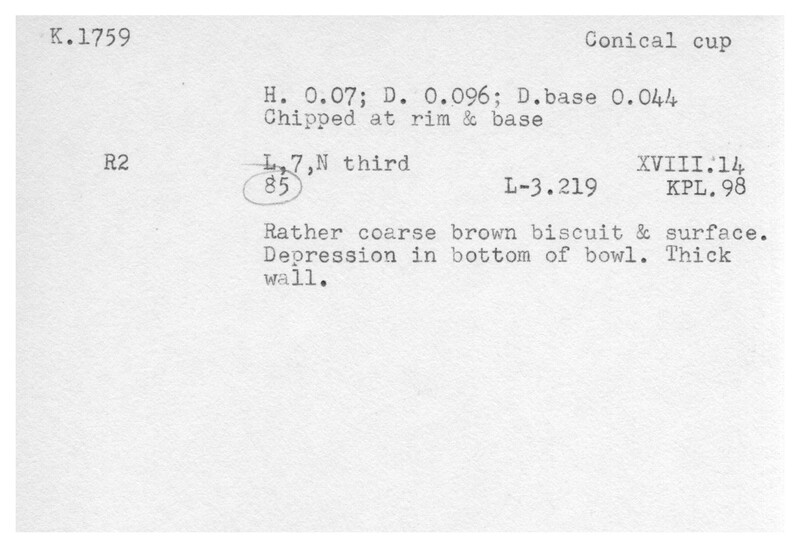 K.1759 Conical cup
H. 0.07; D. 0.096; D.base 0.044
Chipped at rim & base
R2 L,7,N third XVIII.14
85 L-3.219 KPL.98
Rather coarse brown biscuit & surface.
Depression in bottom of bowl. Thick
wall.